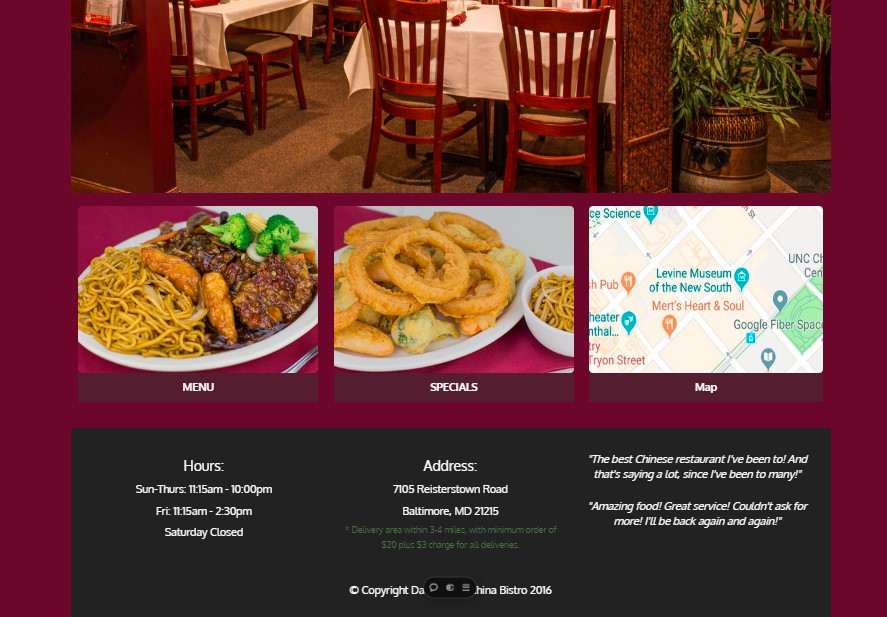 ce Science
UNC Ch
Cen
Levine Museum
of the New South
sh Pub
Mert's Heart & Soul
heater
nthal...
Google Fiber Space
try
Tryon Street
MENU
SPECIALS
Map
Hours:
Sun-Thurs: 11:15am - 10:00pm
Fri: 11:15am - 2:30pm
Saturday Closed
Address:
7105 Reisterstown Road
Baltimore, MD 21215
* Delivery area within 3-4 miles, with minimum order of
$20 plus $3 charge for all deliveries.
"The best Chinese restaurant I've been to! And
that's saying a lot, since I've been to many!"
"Amazing food! Great service! Couldn't ask for
more! I'll be back again and again!"
© Copyright Da hina Bistro 2016